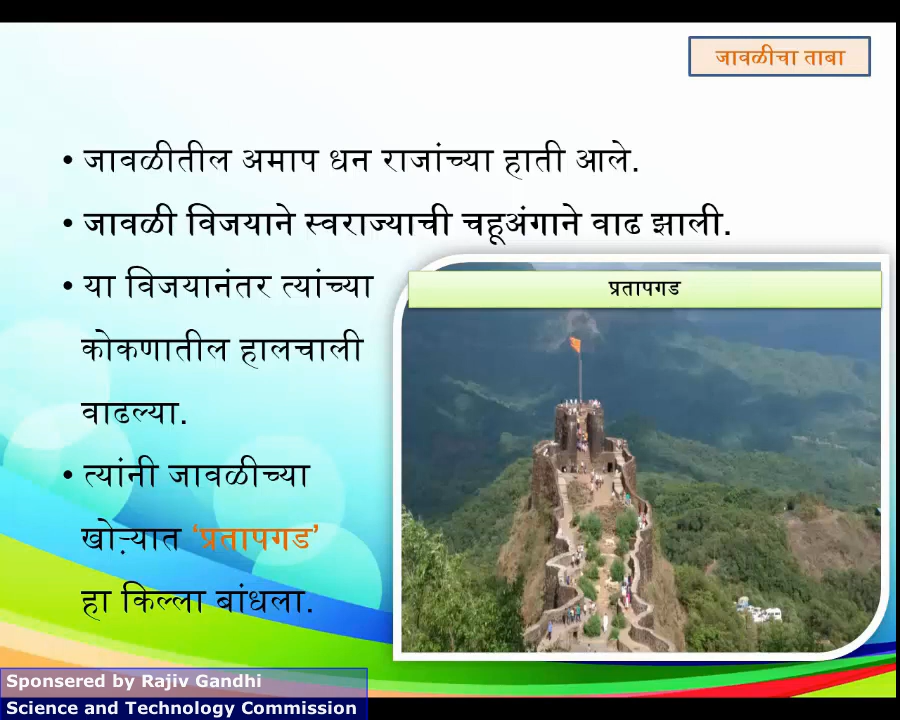 जावळीचा ताबा
• जावळीतील अमाप धन राजांच्या हाती आले.
• जावळी विजयाने स्वराज्याची चहूअंगाने वाढ झाली.
• या विजयानंतर त्यांच्या
कोकणातील हालचाली
वाढल्या.
• त्यांनी जावळीच्या
खोऱ्यात ‘प्रतापगड’
हा किल्ला बांधला.
प्रतापगड
Sponsered by Rajiv Gandhi
Science and Technology Commission